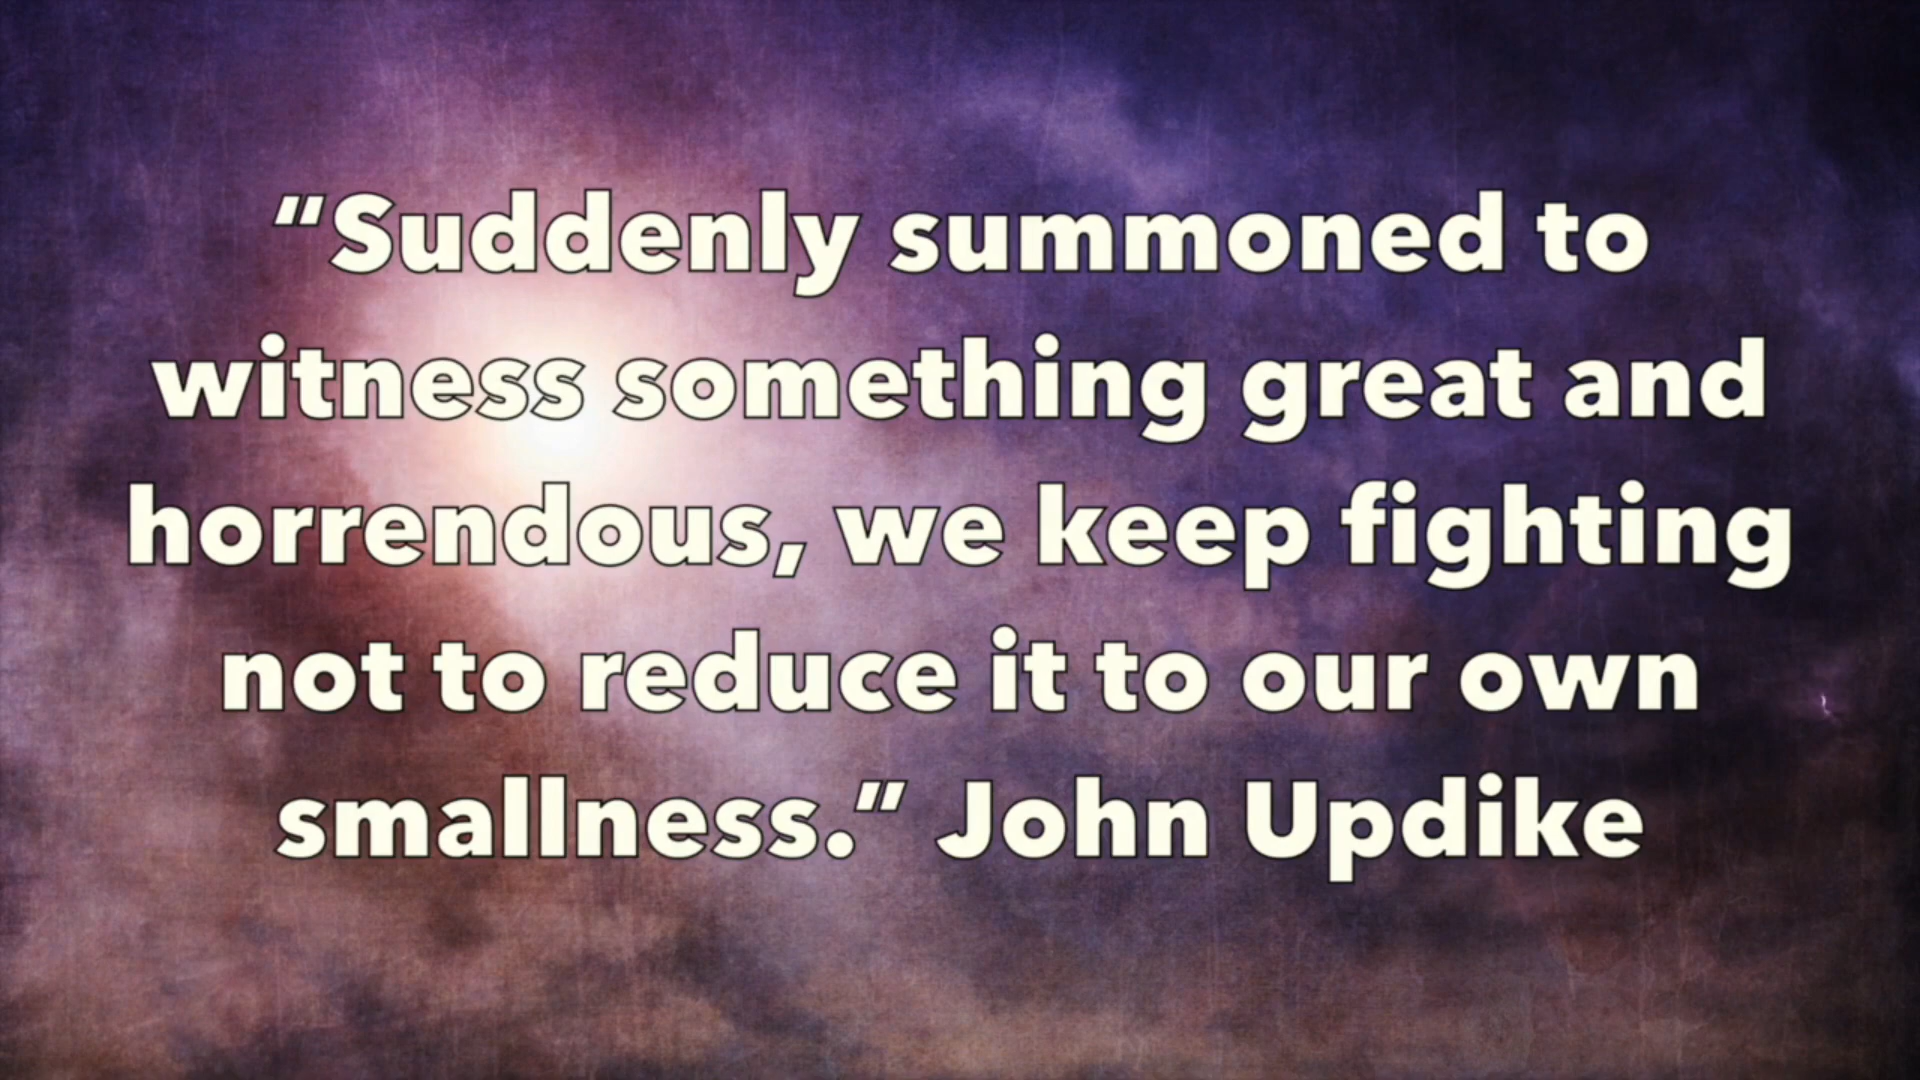 “Suddenly summoned to
witness something great and
horrendous, we keep fighting
not to reduce it to our own
smallness.” John Updike